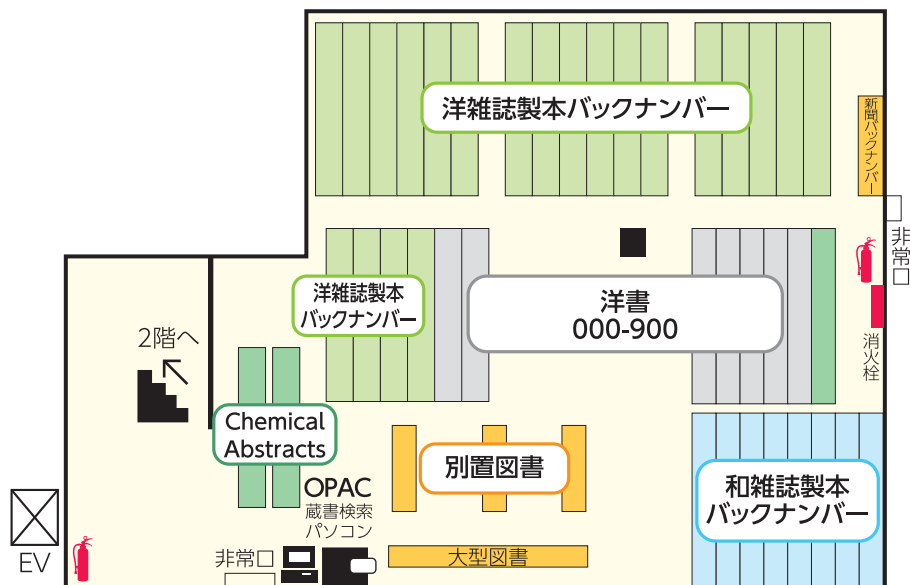 洋雑誌製本バックナンバー
新聞バックナンバー
非常口
洋雑誌製本
バックナンバー
洋書
000-900
2階へ
消火栓
Chemical
Abstracts
別置図書
和雑誌製本
バックナンバー
OPAC
蔵書検索
パソコン
EV
非常口
大型図書